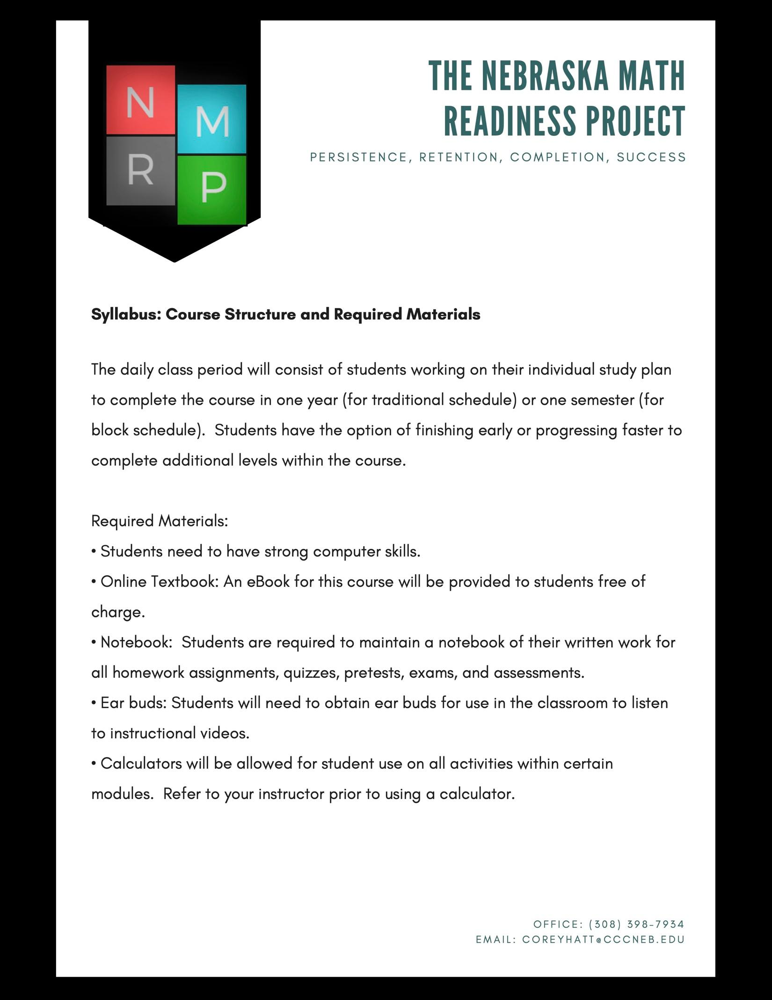 N
M
R
P
THE NEBRASKA MATH
READINESS PROJECT
PERSISTENCE, RETENTION, COMPLETION, SUCCESS
Syllabus: Course Structure and Required Materials
The daily class period will consist of students working on their individual study plan
to complete the course in one year (for traditional schedule) or one semester (for
block schedule).  Students have the option of finishing early or progressing faster to
complete additional levels within the course.
Required Materials:
• Students need to have strong computer skills.
• Online Textbook: An eBook for this course will be provided to students free of
charge.
• Notebook:  Students are required to maintain a notebook of their written work for
all homework assignments, quizzes, pretests, exams, and assessments.
• Ear buds: Students will need to obtain ear buds for use in the classroom to listen
to instructional videos.
• Calculators will be allowed for student use on all activities within certain
modules.  Refer to your instructor prior to using a calculator.
OFFICE: (308) 398-7934
EMAIL: COREYHATT@CCCNEB.EDU